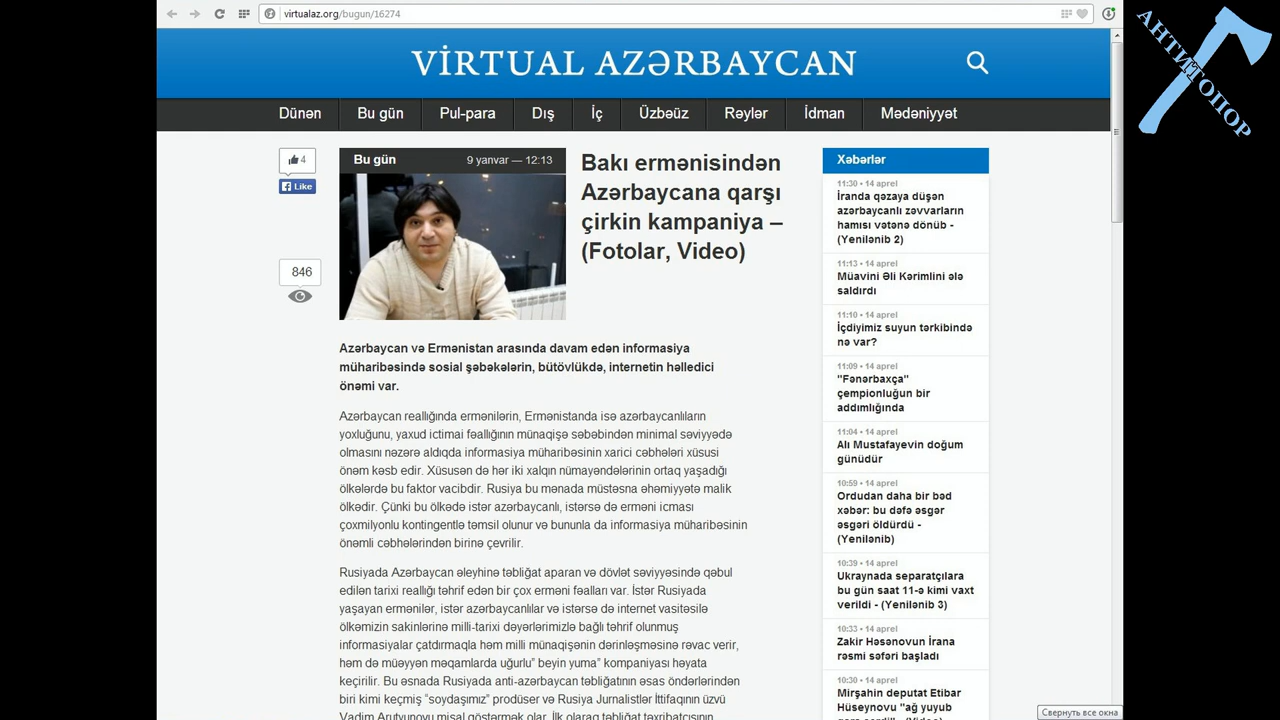 virtualaz.org/bugun/16274
АНТИТОПОР
VİRTUAL AZƏRBAYCAN
Dünən
Bu gün
Pul-para
Dış
İç
Üzbəüz
Rəylər
İdman
Mədəniyyət
4
Like
846
Bu gün
9 yanvar — 12:13
Bakı ermənisindən
Azərbaycana qarşı
çirkin kampaniya –
(Fotolar, Video)
Azərbaycan və Ermənistan arasında davam edən informasiya
müharibəsində sosial şəbəkələrin, bütövlükdə, internetin həlledici
önəmi var.
Azərbaycan reallığında ermənilərin, Ermənistanda isə azərbaycanlıların
yoxluğunu, yaxud ictimai fəallığının münaqişə səbəbindən minimal səviyyədə
olmasını nəzərə aldıqda informasiya müharibəsinin xarici cəbhələri xüsusi
önəm kəsb edir. Xüsusən də hər iki xalqın nümayəndələrinin ortaq yaşadığı
ölkələrdə bu faktor vacibdir. Rusiya bu mənada müstəsna əhəmiyyətə malik
ölkədir. Çünki bu ölkədə istər azərbaycanlı, istərsə də erməni icması
çoxmilyonlu kontingentlə təmsil olunur və bununla da informasiya müharibəsinin
önəmli cəbhələrindən birinə çevrilir.
Rusiyada Azərbaycan əleyhinə təbliğat aparan və dövlət səviyyəsində qəbul
edilən tarixi reallığı təhrif edən bir çox erməni fəalları var. İstər Rusiyada
yaşayan ermənilər, istər azərbaycanlılar və istərsə də internet vasitəsilə
ölkəmizin sakinlərinə milli-tarixi dəyərlərimizlə bağlı təhrif olunmuş
informasiyalar çatdırmaqla həm milli münaqişənin dərinləşməsinə rəvac verir,
həm də müəyyən məqamlarda uğurlu" beyin yuma" kompaniyası həyata
keçirilir. Bu əsnada Rusiyada anti-azərbaycan təbliğatının əsas öndərlərindən
biri kimi keçmiş “soydaşımız” prodüser və Rusiya Jurnalistlər İttifaqının üzvü
Vadim Arutyunovu misal göstərmək olar. İlk olaraq təbliğat təxribatçısının
Xəbərlər
11:30 • 14 aprel
İranda qəzaya düşən
azərbaycanlı zəvvarların
hamısı vətənə dönüb -
(Yenilənib 2)
11:13 • 14 aprel
Müavini Əli Kərimlini ələ
saldırdı
11:10 • 14 aprel
İçdiyimiz suyun tərkibində
nə var?
11:09 • 14 aprel
"Fənərbaxça"
çempionluğun bir
addımlığında
11:04 • 14 aprel
Alı Mustafayevin doğum
günüdür
10:59 • 14 aprel
Ordudan daha bir bəd
xəbər: bu dəfə əsgər
əsgəri öldürdü -
(Yenilənib)
10:39 • 14 aprel
Ukraynada separatçılara
bu gün saat 11-ə kimi vaxt
verildi - (Yenilənib 3)
10:33 • 14 aprel
Zakir Həsənovun İrana
rəsmi səfəri başladı
10:30 • 14 aprel
Mirşahin deputat Etibar
Hüseynovu "ağ yuyub
Свернуть все окна